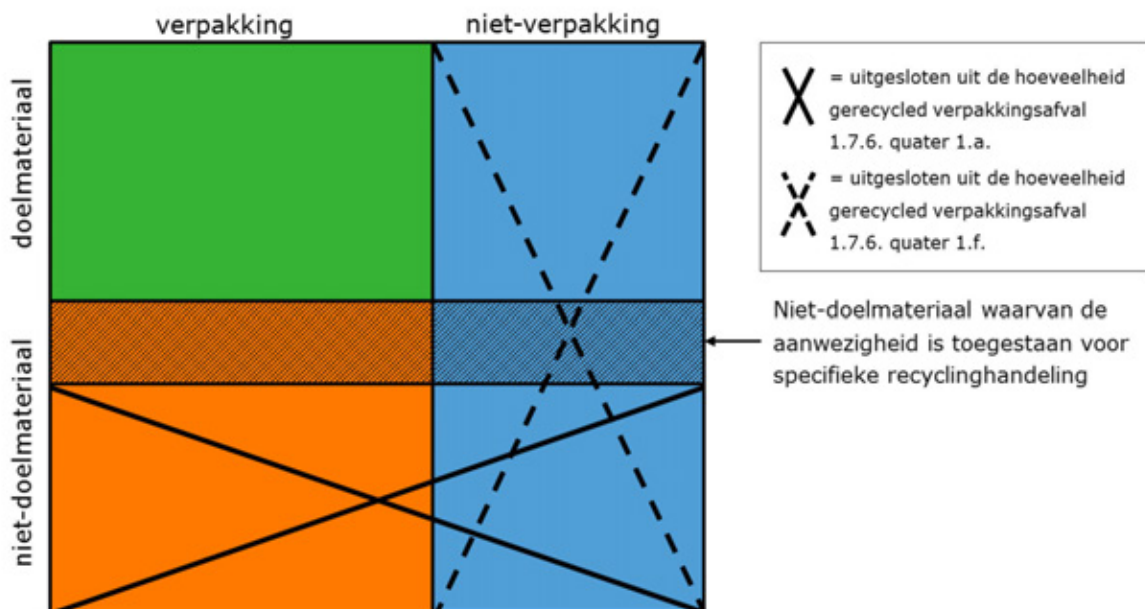 verpakking
niet-verpakking
doelmateriaal
niet-doelmateriaal
= uitgesloten uit de hoeveelheid
gerecycled verpakkingsafval
1.7.6. quater 1.a.
= uitgesloten uit de hoeveelheid
gerecycled verpakkingsafval
1.7.6. quater 1.f.
Niet-doelmateriaal waarvan de
aanwezigheid is toegestaan voor
specifieke recyclinghandeling